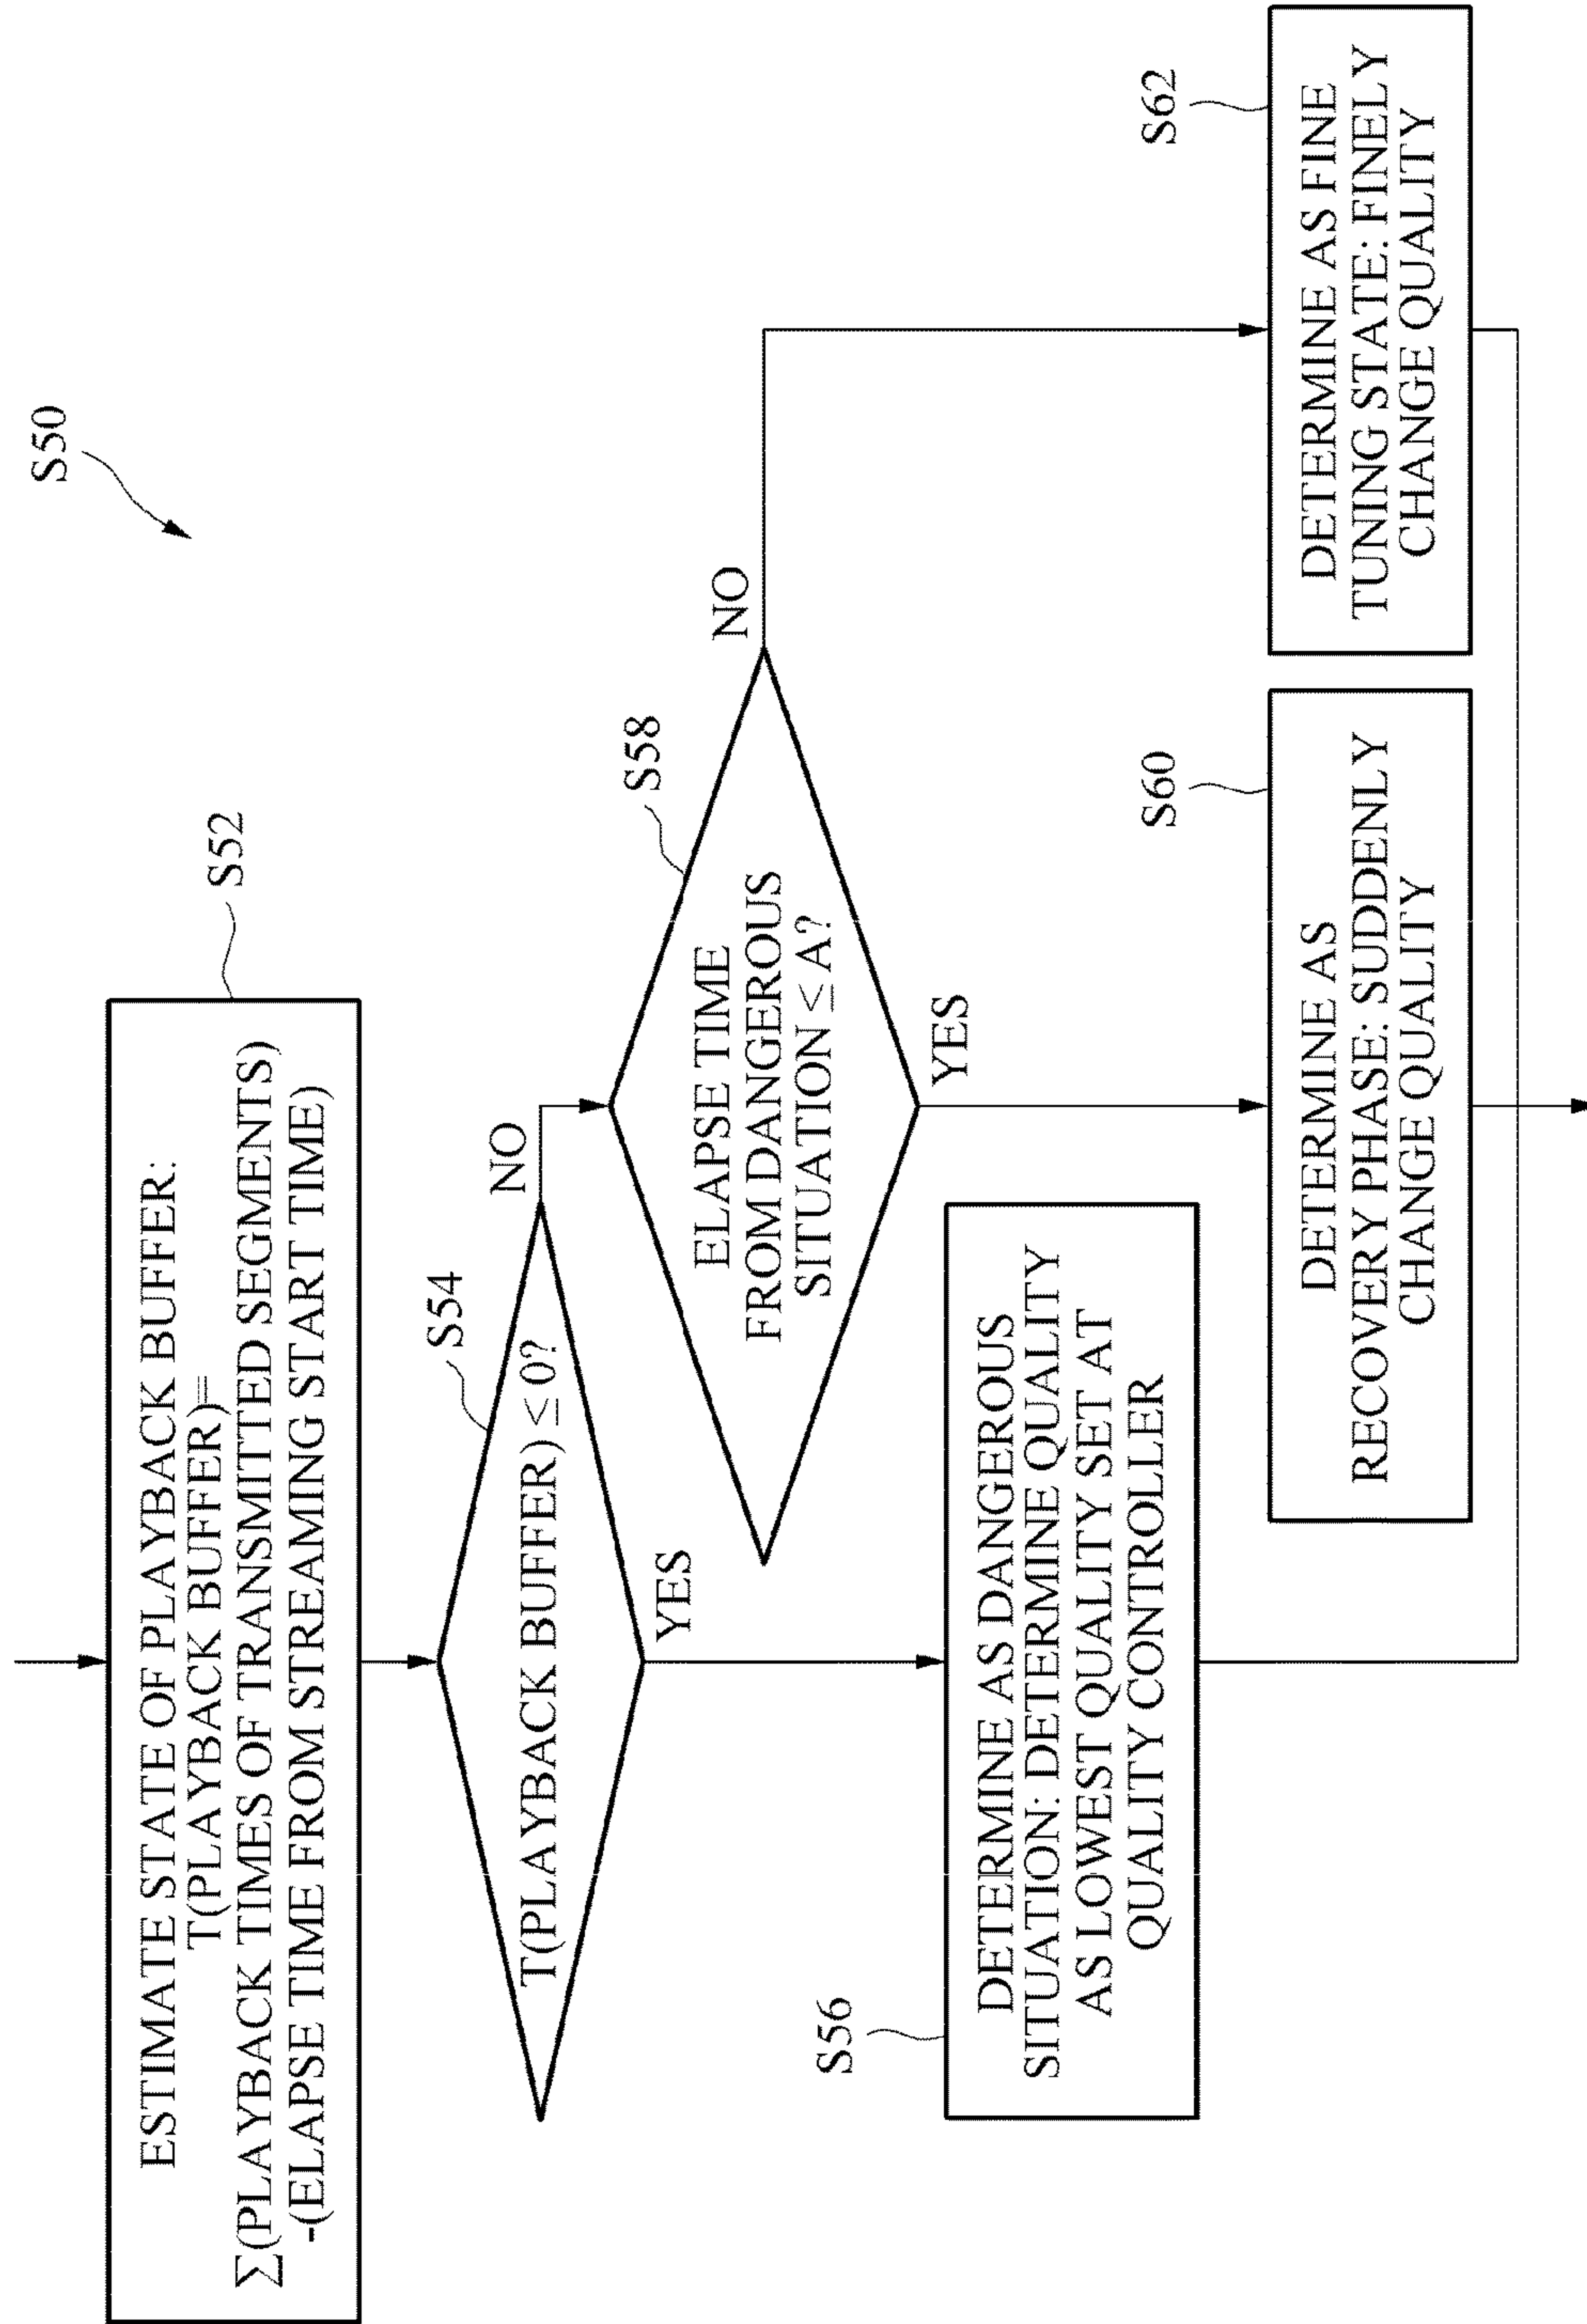 S50
S52
ESTIMATE STATE OF PLAYBACK BUFFER:
T(PLAYBACK BUFFER)=
∑(PLAYBACK TIMES OF TRANSMITTED SEGMENTS)
-(ELAPSE TIME FROM STREAMING START TIME)
S54
T(PLAYBACK BUFFER) ≤ 0?
NO
YES
S58
ELAPSE TIME
FROM DANGEROUS
SITUATION ≤ A?
NO
YES
S56
DETERMINE AS DANGEROUS
SITUATION: DETERMINE QUALITY
AS LOWEST QUALITY SET AT
QUALITY CONTROLLER
S60
DETERMINE AS
RECOVERY PHASE: SUDDENLY
CHANGE QUALITY
S62
DETERMINE AS FINE
TUNING STATE: FINELY
CHANGE QUALITY